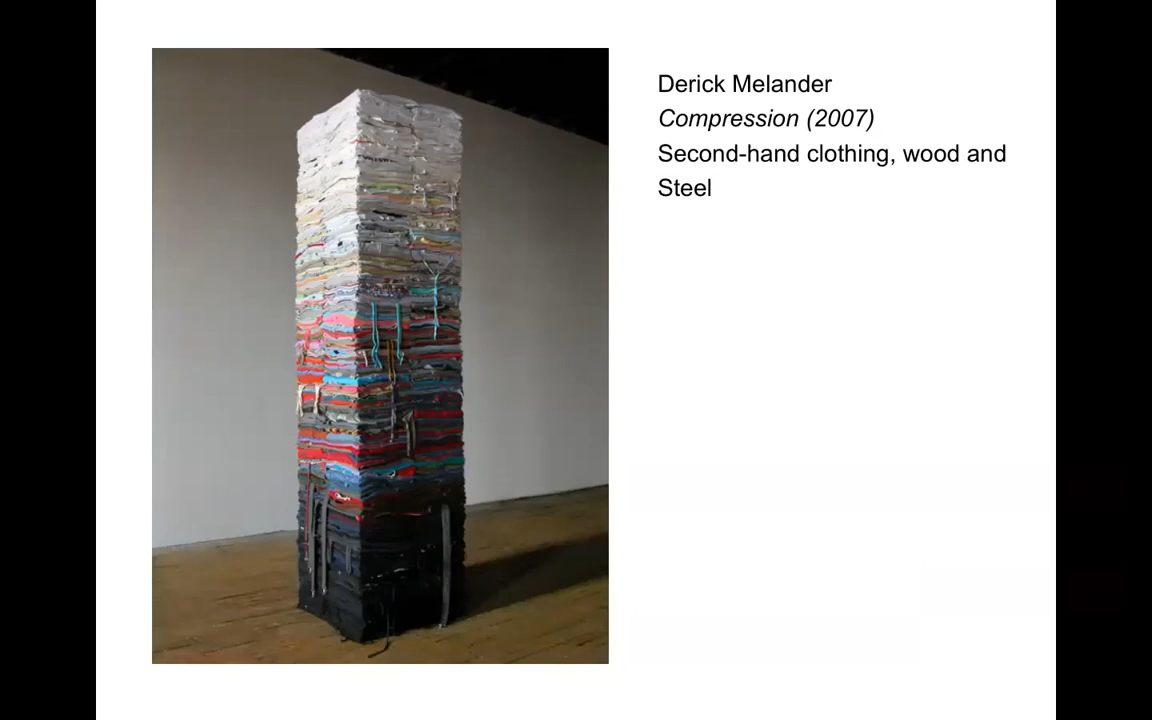 Derick Melander
Compression (2007)
Second-hand clothing, wood and
Steel